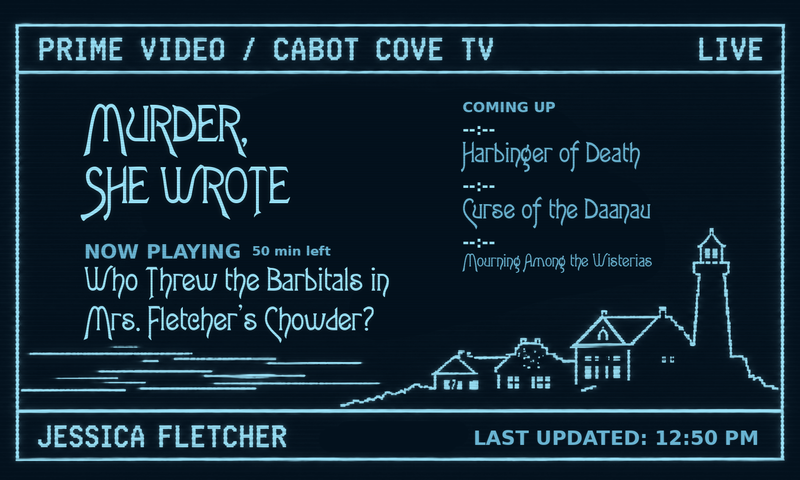 PRIME VIDEO / CABOT COVE TV
LIVE
MURDER,
SHE WROTE
NOW PLAYING 50 min left
Who Threw the Barbitals in
Mrs. Fletcher's Chowder?
COMING UP
--:--
Harbinger of Death
--:--
Curse of the Daanau
--:--
Mourning Among the Wisterias
JESSICA FLETCHER
LAST UPDATED: 12:50 PM